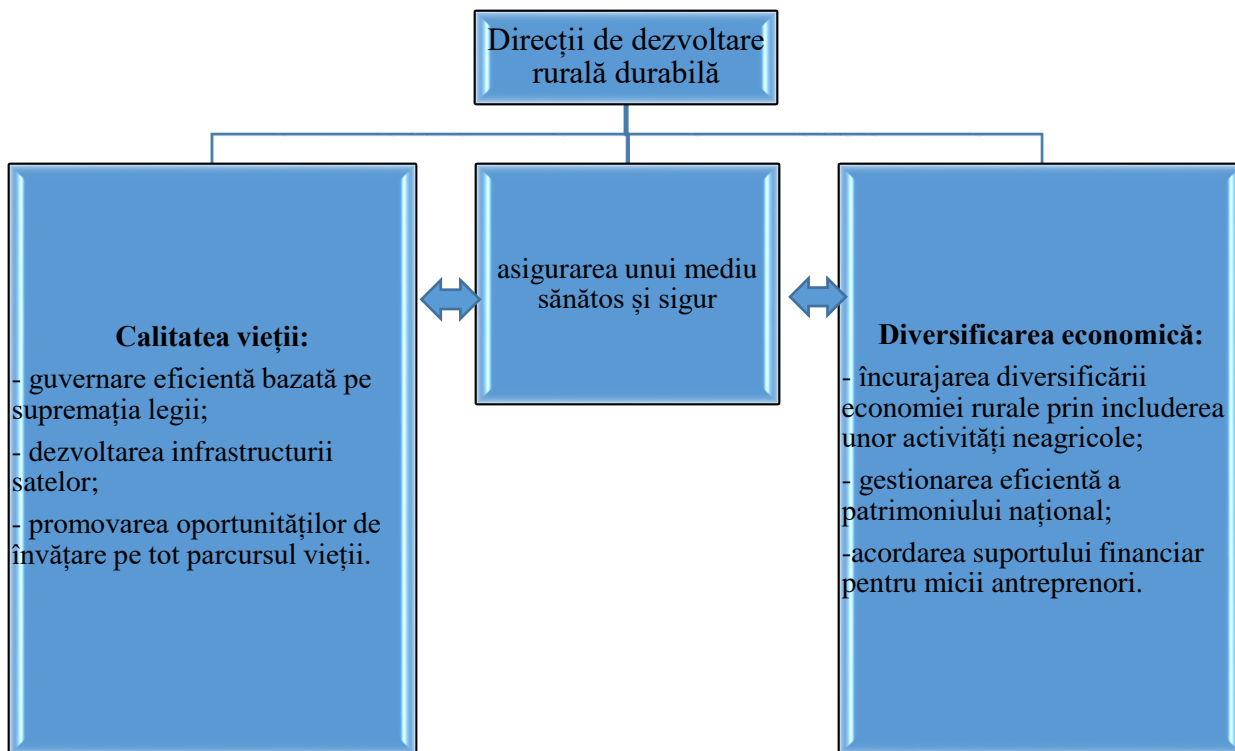 Direcții de dezvoltare
rurală durabilă
Calitatea vieții:
- guvernare eficientă bazată pe
supremația legii;
- dezvoltarea infrastructurii
satelor;
- promovarea oportunităților de
învățare pe tot parcursul vieții.
asigurarea unui mediu
sănătos și sigur
Diversificarea economică:
- încurajarea diversificării
economiei rurale prin includerea
unor activități neagricole;
- gestionarea eficientă a
patrimoniului național;
-acordarea suportului financiar
pentru micii antreprenori.